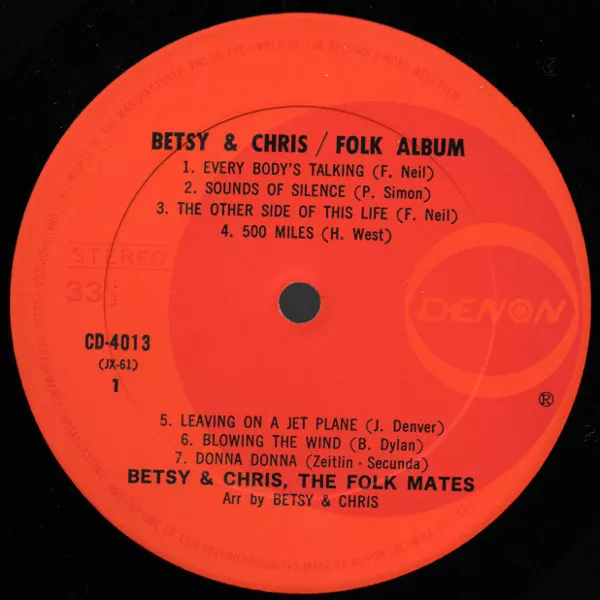 BETSY & CHRIS / FOLK ALBUM
1. EVERY BODY'S TALKING (F. Neil)
2. SOUNDS OF SILENCE (P. Simon)
3. THE OTHER SIDE OF THIS LIFE (F. Neil)
4. 500 MILES (H. West)
STEREO
33 1/3
DENON
®
CD-4013
(JX-61)
1
5. LEAVING ON A JET PLANE (J. Denver)
6. BLOWING THE WIND (B. Dylan)
7. DONNA DONNA (Zeitlin - Secunda)
BETSY & CHRIS, THE FOLK MATES
Arr by BETSY & CHRIS